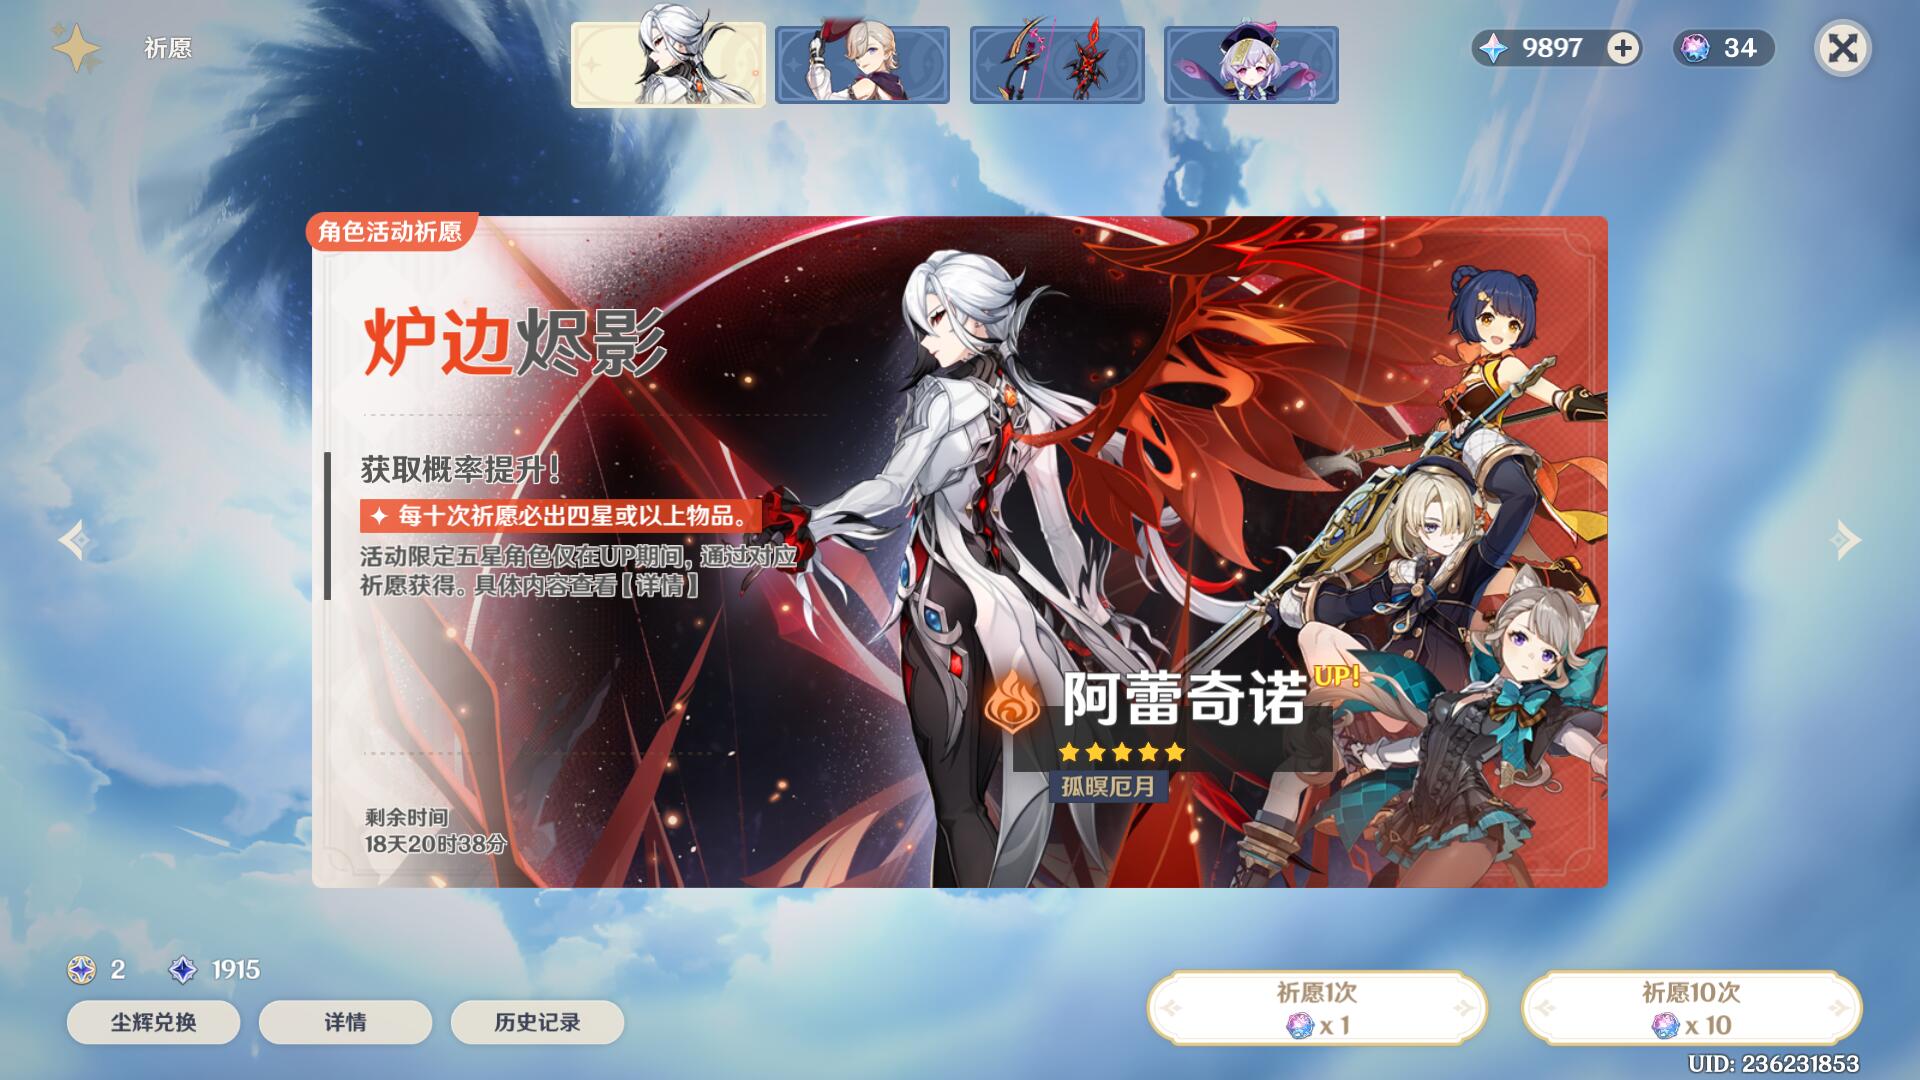 祈愿
9897
34
角色活动祈愿
炉边烬影
获取概率提升！
每十次祈愿必出四星或以上物品。
活动限定五星角色仅在UP期间，通过对应
祈愿获得。具体内容查看【详情】
阿蕾奇诺
UP!
孤暝厄月
剩余时间
18天20时38分
2
1915
尘辉兑换
详情
历史记录
祈愿1次
x 1
祈愿10次
x 10
UID: 236231853